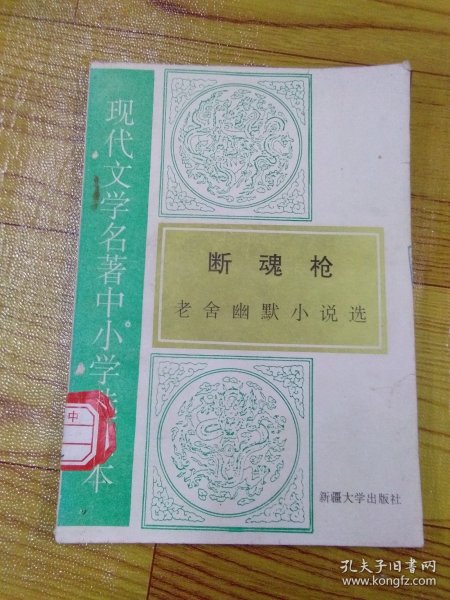 现代文学名著中小学选本
断魂枪
老舍幽默小说选
新疆大学出版社
中
孔夫子旧书网
www.kongfz.com